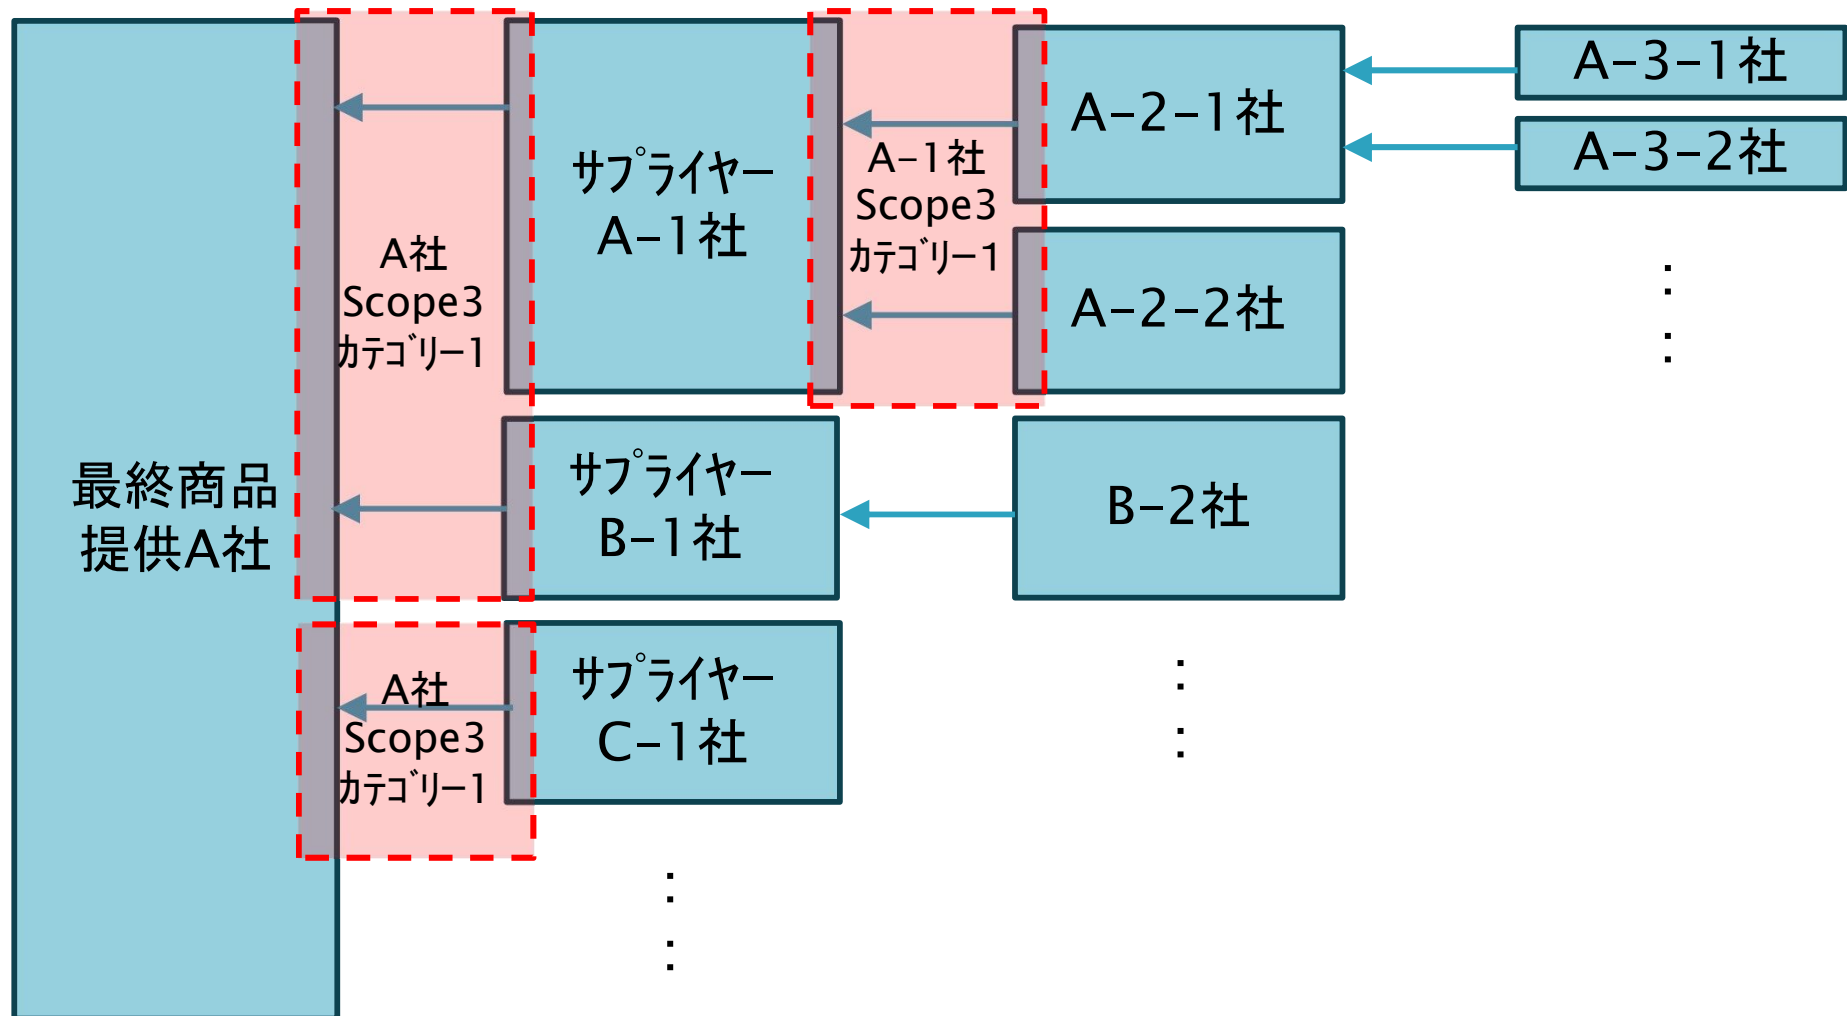 最終商品
提供A社
A社
Scope3
ｶﾃｺﾞﾘｰ1
A社
Scope3
ｶﾃｺﾞﾘｰ1
ｻﾌﾟﾗｲﾔｰ
A-1社
ｻﾌﾟﾗｲﾔｰ
B-1社
ｻﾌﾟﾗｲﾔｰ
C-1社
A-1社
Scope3
ｶﾃｺﾞﾘｰ1
A-2-1社
A-2-2社
B-2社
A-3-1社
A-3-2社